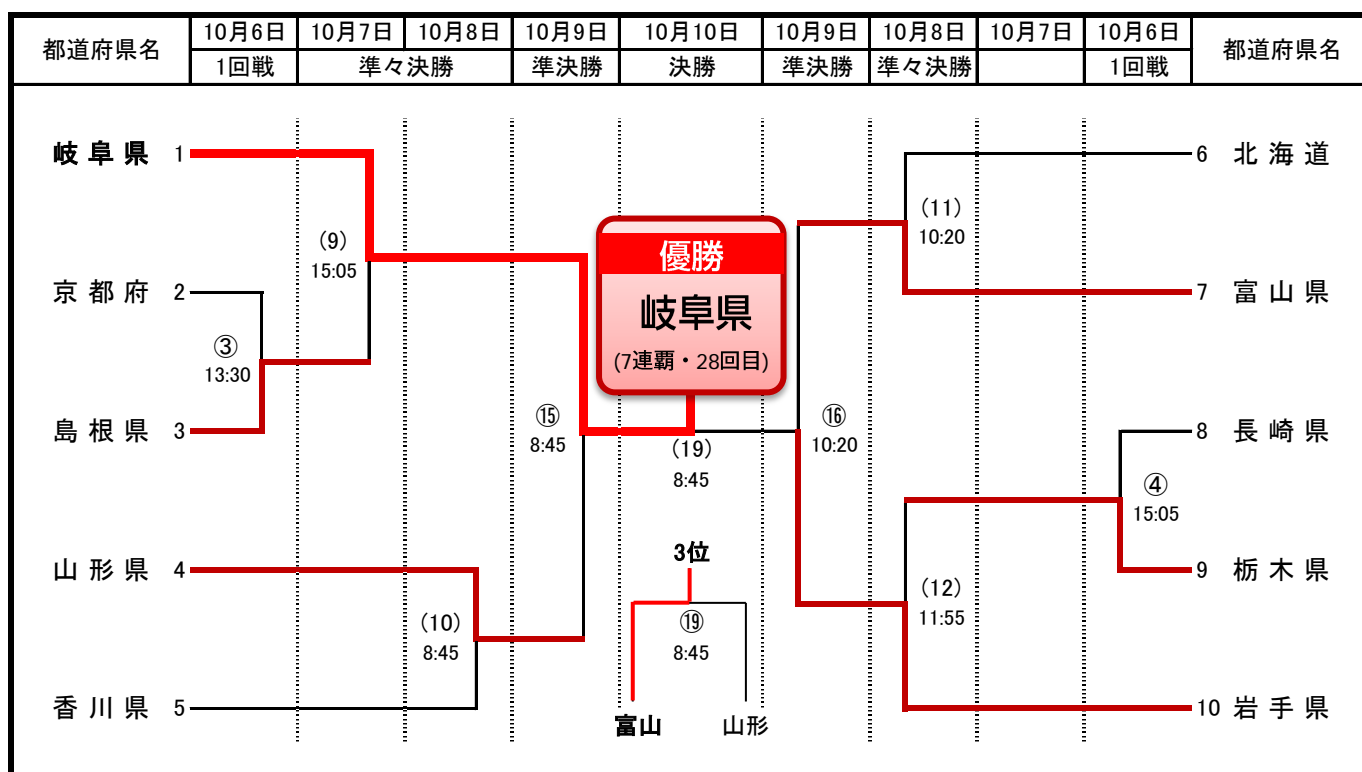 都道府県名 10月6日 10月7日 10月8日 10月9日 10月10日 10月9日 10月8日 10月7日 10月6日 都道府県名
1回戦 準々決勝 準決勝 決勝 準決勝 準々決勝 1回戦
岐阜県 1
6 北海道
(11)
10:20
(9)
15:05
優勝
岐阜県
(7連覇・28回目)
京都府 2
7 富山県
③
13:30
島根県 3
⑮
8:45
(19)
8:45
⑯
10:20
8 長崎県
④
15:05
3位
山形県 4
9 栃木県
(10)
8:45
⑲
8:45
(12)
11:55
香川県 5
富山 山形
10 岩手県